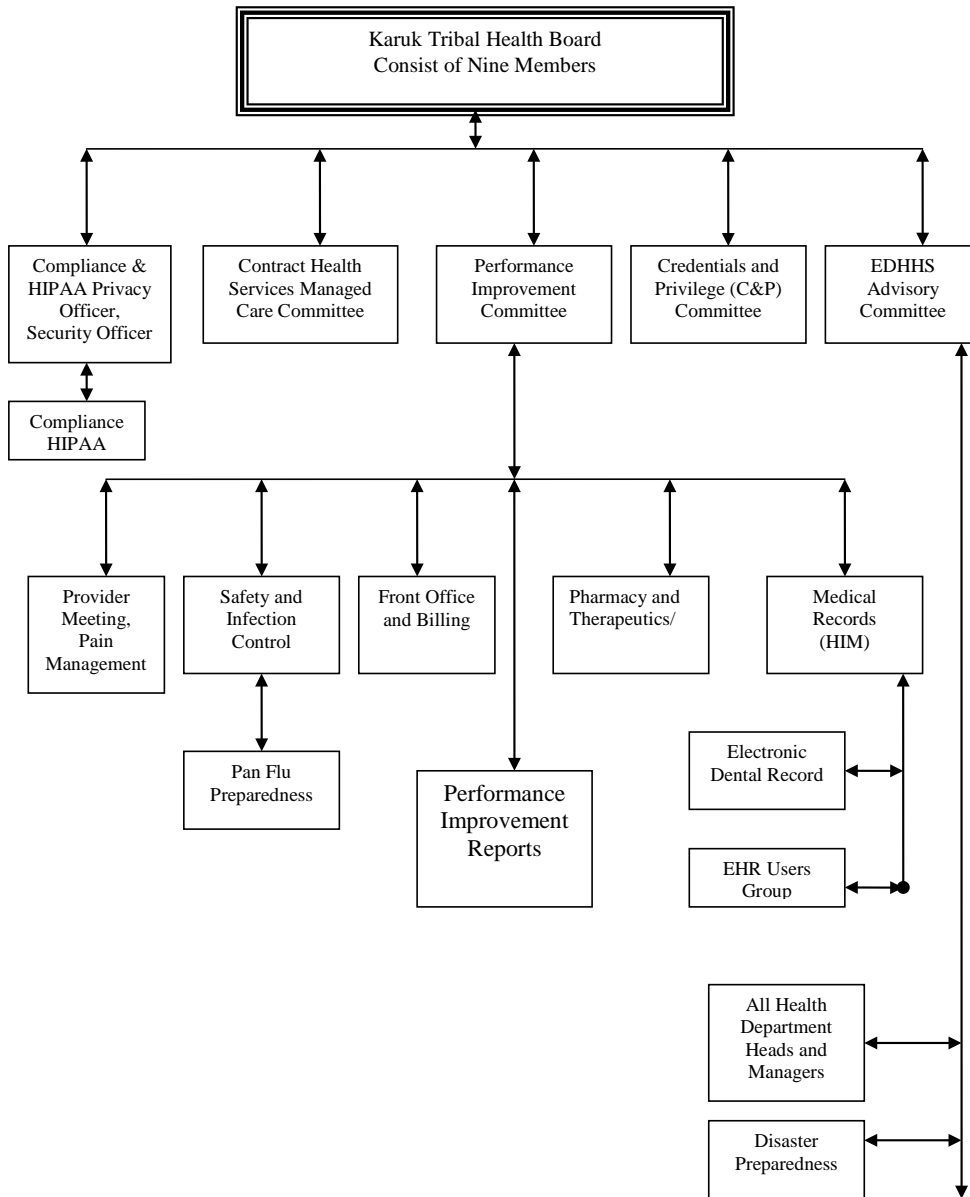 Karuk Tribal Health Board
Consist of Nine Members
Compliance &
HIPAA Privacy
Officer,
Security Officer
Contract Health
Services Managed
Care Committee
Performance
Improvement
Committee
Credentials and
Privilege (C&P)
Committee
EDHHS
Advisory
Committee
Compliance
HIPAA
Provider
Meeting,
Pain
Management
Safety and
Infection
Control
Front Office
and Billing
Pharmacy and
Therapeutics/
Medical
Records
(HIM)
Pan Flu
Preparedness
Performance
Improvement
Reports
Electronic
Dental Record
EHR Users
Group
All Health
Department
Heads and
Managers
Disaster
Preparedness